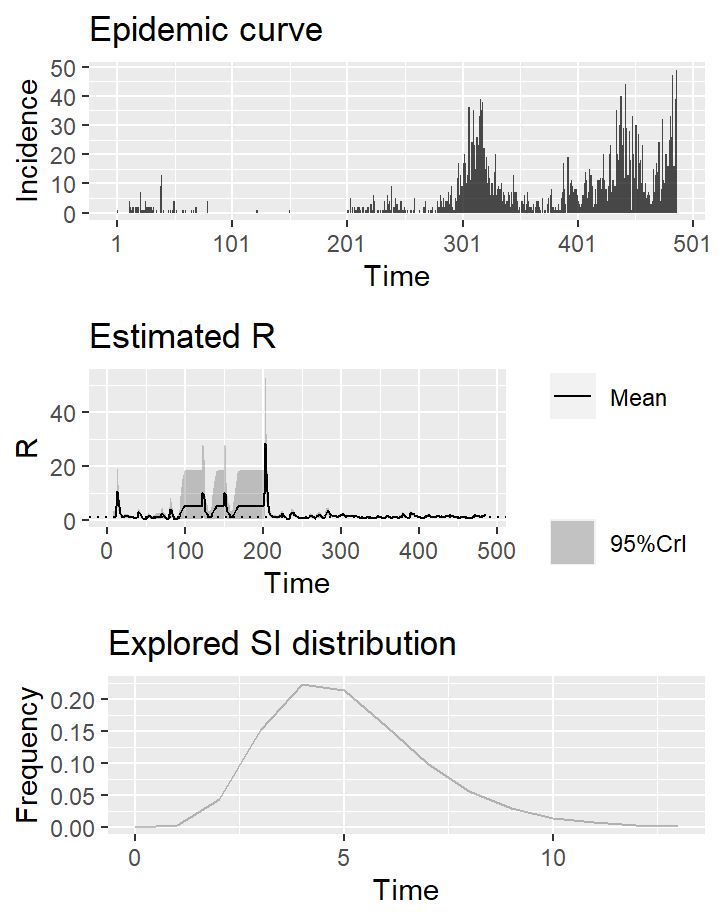 Epidemic curve
50
40
30
20
10
0
Incidence
1 101 201 301 401 501
Time
Estimated R
40
20
0
R
0 100 200 300 400 500
Time
Mean
95%CrI
Explored SI distribution
0.20
0.15
0.10
0.05
0.00
Frequency
0 5 10
Time